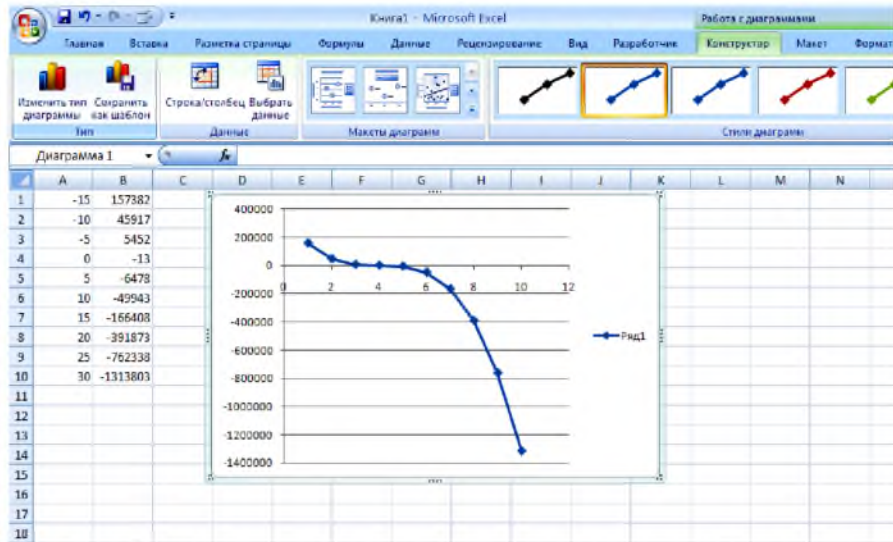 Книга1 - Microsoft Excel
Работа с диаграммами
Главная Вставка Разметка страницы Формулы Данные Рецензирование Вид Разработчик Конструктор Макет Формат
Изменить тип диаграммы
Сохранить как шаблон
Строка/столбец
Выбрать данные
Тип Данные Макеты диаграмм Стили диаграмм
Диаграмма 1 fx
A B C D E F G H I J K L M N
1 -15 157382
2 -10 45917
3 -5 5452
4 0 -13
5 5 -6478
6 10 -49943
7 15 -166408
8 20 -391873
9 25 -762338
10 30 -1313803
11
12
13
14
15
16
17
18
400000
200000
0
-200000
-400000
-600000
-800000
-1000000
-1200000
-1400000
0 2 4 6 8 10 12
Ряд1